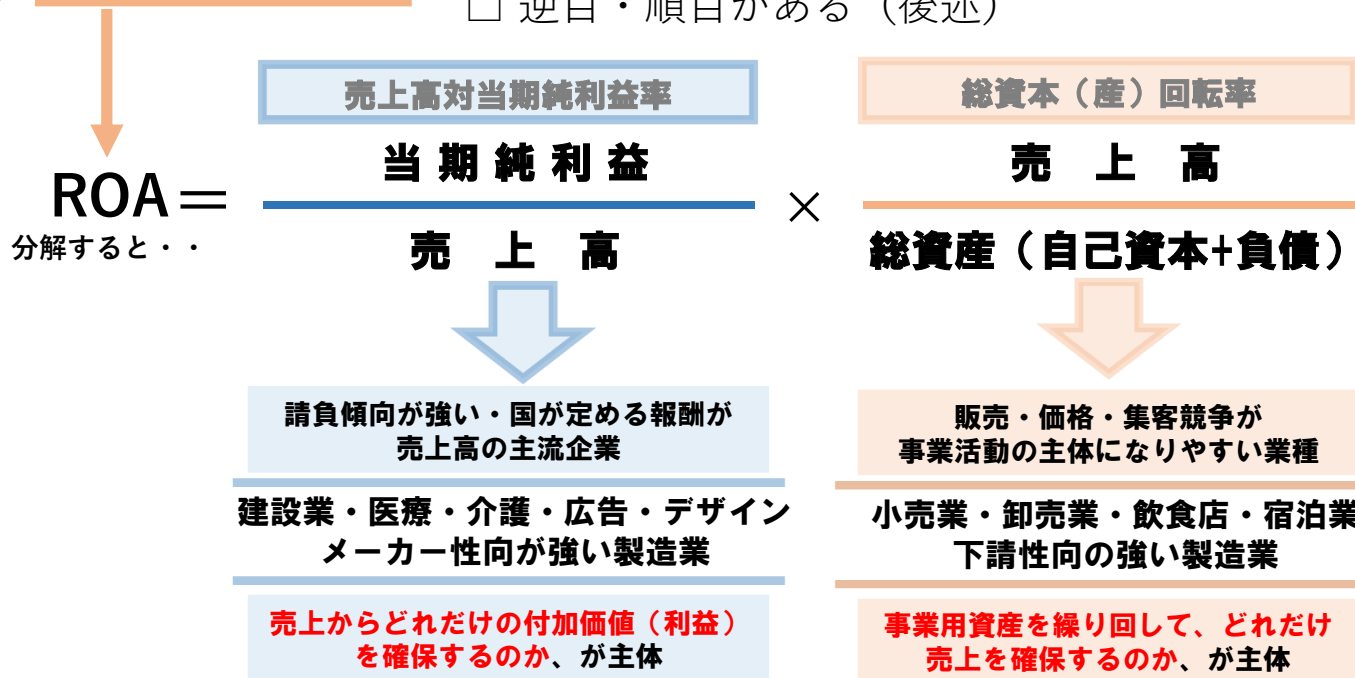 □ 逆目・順目がある（後述）
売上高対当期純利益率
総資本（産）回転率
当期純利益
売上高
ROA＝
×
分解すると・・
売上高
総資産（自己資本+負債）
請負傾向が強い・国が定める報酬が
売上高の主流企業
販売・価格・集客競争が
事業活動の主体になりやすい業種
建設業・医療・介護・広告・デザイン
メーカー性向が強い製造業
小売業・卸売業・飲食店・宿泊業
下請性向の強い製造業
売上からどれだけの付加価値（利益）
を確保するのか、が主体
事業用資産を繰り回して、どれだけ
売上を確保するのか、が主体